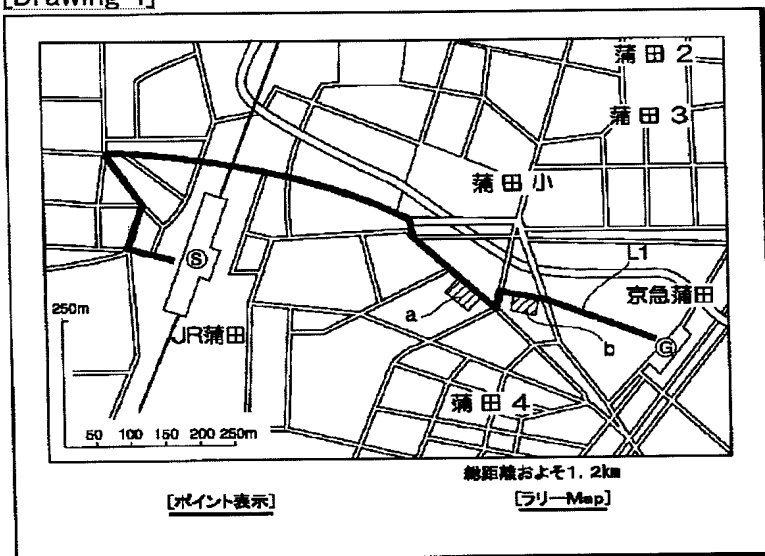 [Drawing 1]
蒲田2
蒲田3
蒲田小
L1
京急蒲田
S
250m
a
JR蒲田
G
b
蒲田4
50 100 150 200 250m
総距離およそ1.2km
[ポイント表示]
[ラリーMap]